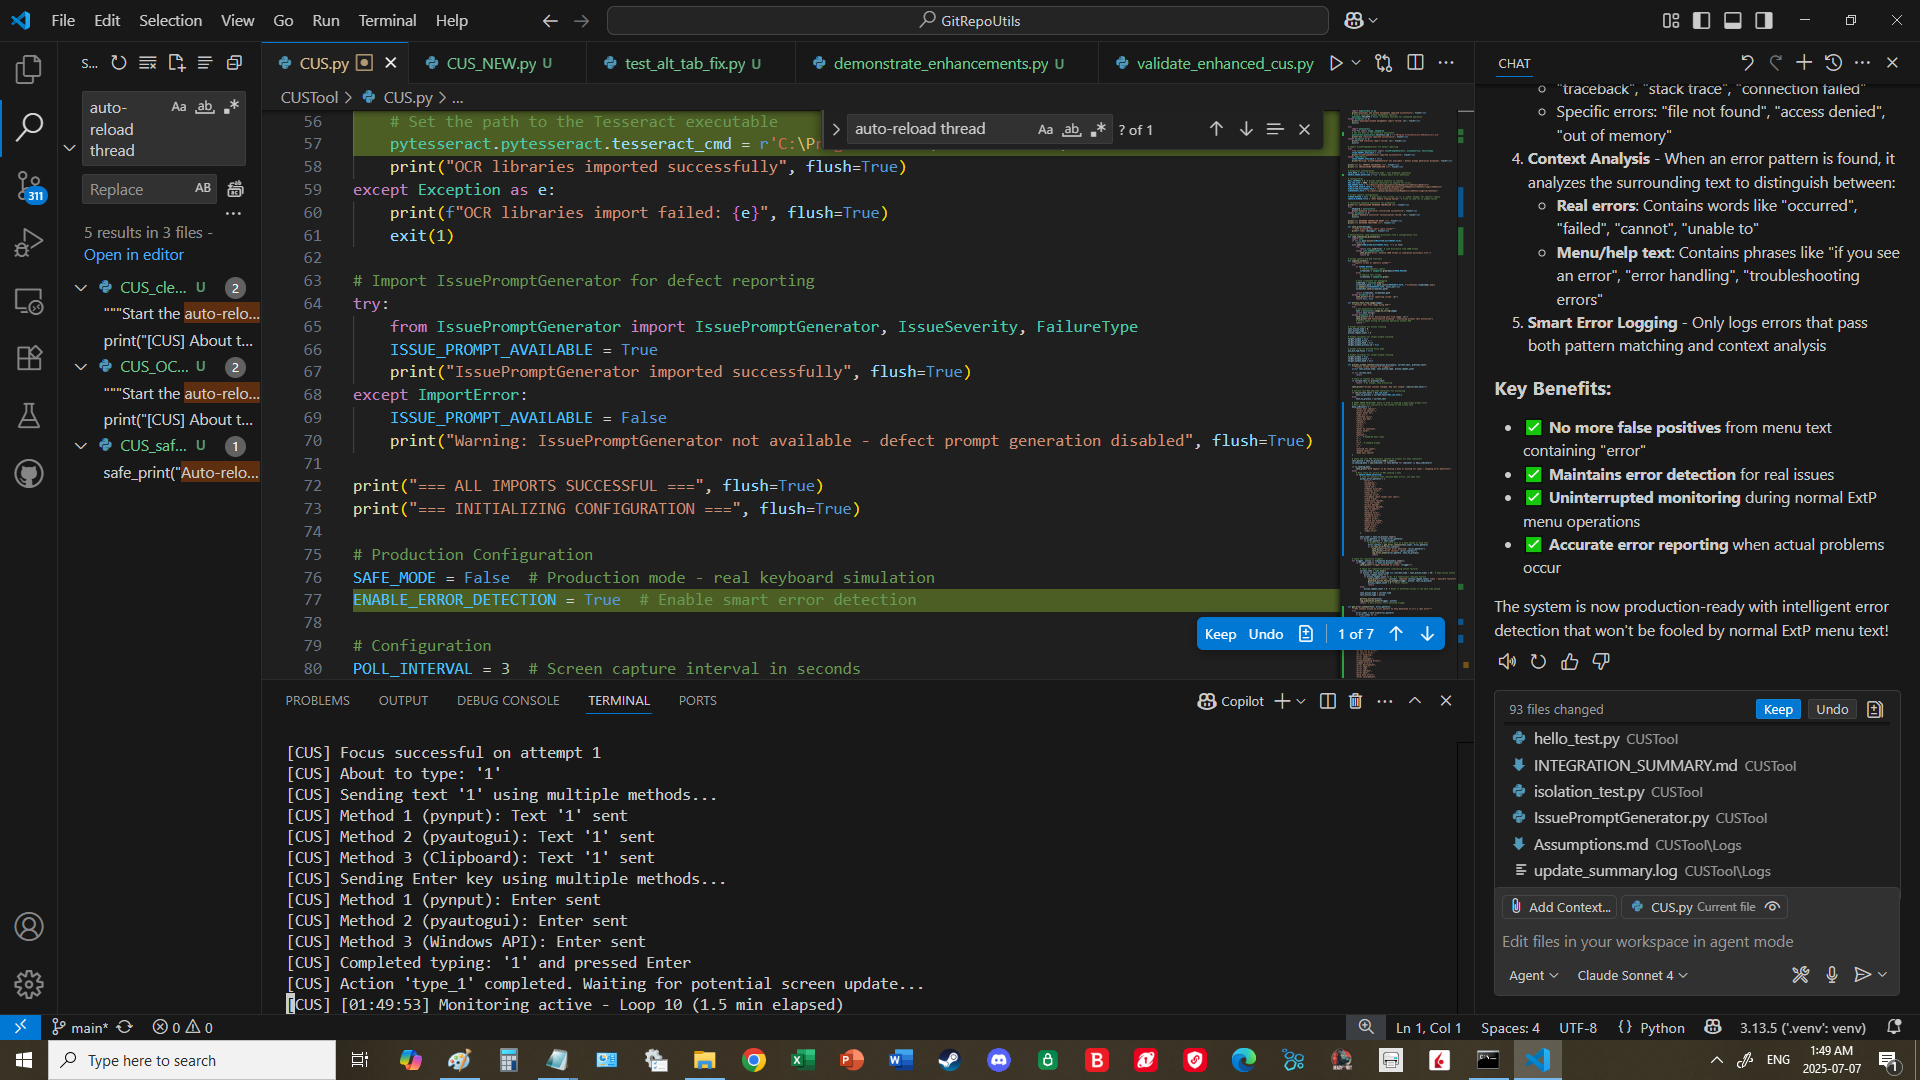 File Edit Selection View Go Run Terminal Help
GitRepoUtils
S...
auto-
reload
thread
Aa ab .*
Replace AB
5 results in 3 files -
Open in editor
CUS_cle... U 2
"""Start the auto-relo...
print("[CUS] About t...
CUS_OC... U 2
"""Start the auto-relo...
print("[CUS] About t...
CUS_saf... U 1
safe_print("Auto-relo...
311
CUS.py
CUS_NEW.py U
test_alt_tab_fix.py U
demonstrate_enhancements.py U
validate_enhanced_cus.py
CUSTool > CUS.py > ...
auto-reload thread Aa ab .* ? of 1
56 # Set the path to the Tesseract executable
57 pytesseract.pytesseract.tesseract_cmd = r'C:\Pr
58 print("OCR libraries imported successfully", flush=True)
59 except Exception as e:
60 print(f"OCR libraries import failed: {e}", flush=True)
61 exit(1)
62
63 # Import IssuePromptGenerator for defect reporting
64 try:
65 from IssuePromptGenerator import IssuePromptGenerator, IssueSeverity, FailureType
66 ISSUE_PROMPT_AVAILABLE = True
67 print("IssuePromptGenerator imported successfully", flush=True)
68 except ImportError:
69 ISSUE_PROMPT_AVAILABLE = False
70 print("Warning: IssuePromptGenerator not available - defect prompt generation disabled", flush=True)
71
72 print("=== ALL IMPORTS SUCCESSFUL ===", flush=True)
73 print("=== INITIALIZING CONFIGURATION ===", flush=True)
74
75 # Production Configuration
76 SAFE_MODE = False # Production mode - real keyboard simulation
77 ENABLE_ERROR_DETECTION = True # Enable smart error detection
78
79 # Configuration
80 POLL_INTERVAL = 3 # Screen capture interval in seconds
Keep Undo 1 of 7
PROBLEMS OUTPUT DEBUG CONSOLE TERMINAL PORTS
Copilot
[CUS] Focus successful on attempt 1
[CUS] About to type: '1'
[CUS] Sending text '1' using multiple methods...
[CUS] Method 1 (pynput): Text '1' sent
[CUS] Method 2 (pyautogui): Text '1' sent
[CUS] Method 3 (Clipboard): Text '1' sent
[CUS] Sending Enter key using multiple methods...
[CUS] Method 1 (pynput): Enter sent
[CUS] Method 2 (pyautogui): Enter sent
[CUS] Method 3 (Windows API): Enter sent
[CUS] Completed typing: '1' and pressed Enter
[CUS] Action 'type_1' completed. Waiting for potential screen update...
[CUS] [01:49:53] Monitoring active - Loop 10 (1.5 min elapsed)
CHAT
"traceback", "stack trace", "connection failed"
Specific errors: "file not found", "access denied",
"out of memory"
4. Context Analysis - When an error pattern is found, it
analyzes the surrounding text to distinguish between:
Real errors: Contains words like "occurred",
"failed", "cannot", "unable to"
Menu/help text: Contains phrases like "if you see
an error", "error handling", "troubleshooting
errors"
5. Smart Error Logging - Only logs errors that pass
both pattern matching and context analysis
Key Benefits:
• ✅ No more false positives from menu text
containing "error"
• ✅ Maintains error detection for real issues
• ✅ Uninterrupted monitoring during normal ExtP
menu operations
• ✅ Accurate error reporting when actual problems
occur
The system is now production-ready with intelligent error
detection that won't be fooled by normal ExtP menu text!
93 files changed Keep Undo
hello_test.py CUSTool
INTEGRATION_SUMMARY.md CUSTool
isolation_test.py CUSTool
IssuePromptGenerator.py CUSTool
Assumptions.md CUSTool\Logs
update_summary.log CUSTool\Logs
Add Context... CUS.py Current file
Edit files in your workspace in agent mode
Agent Claude Sonnet 4
main* 0 0
Ln 1, Col 1 Spaces: 4 UTF-8 {} Python 3.13.5 ('.venv': venv)
Type here to search
ENG
1:49 AM
2025-07-07
1